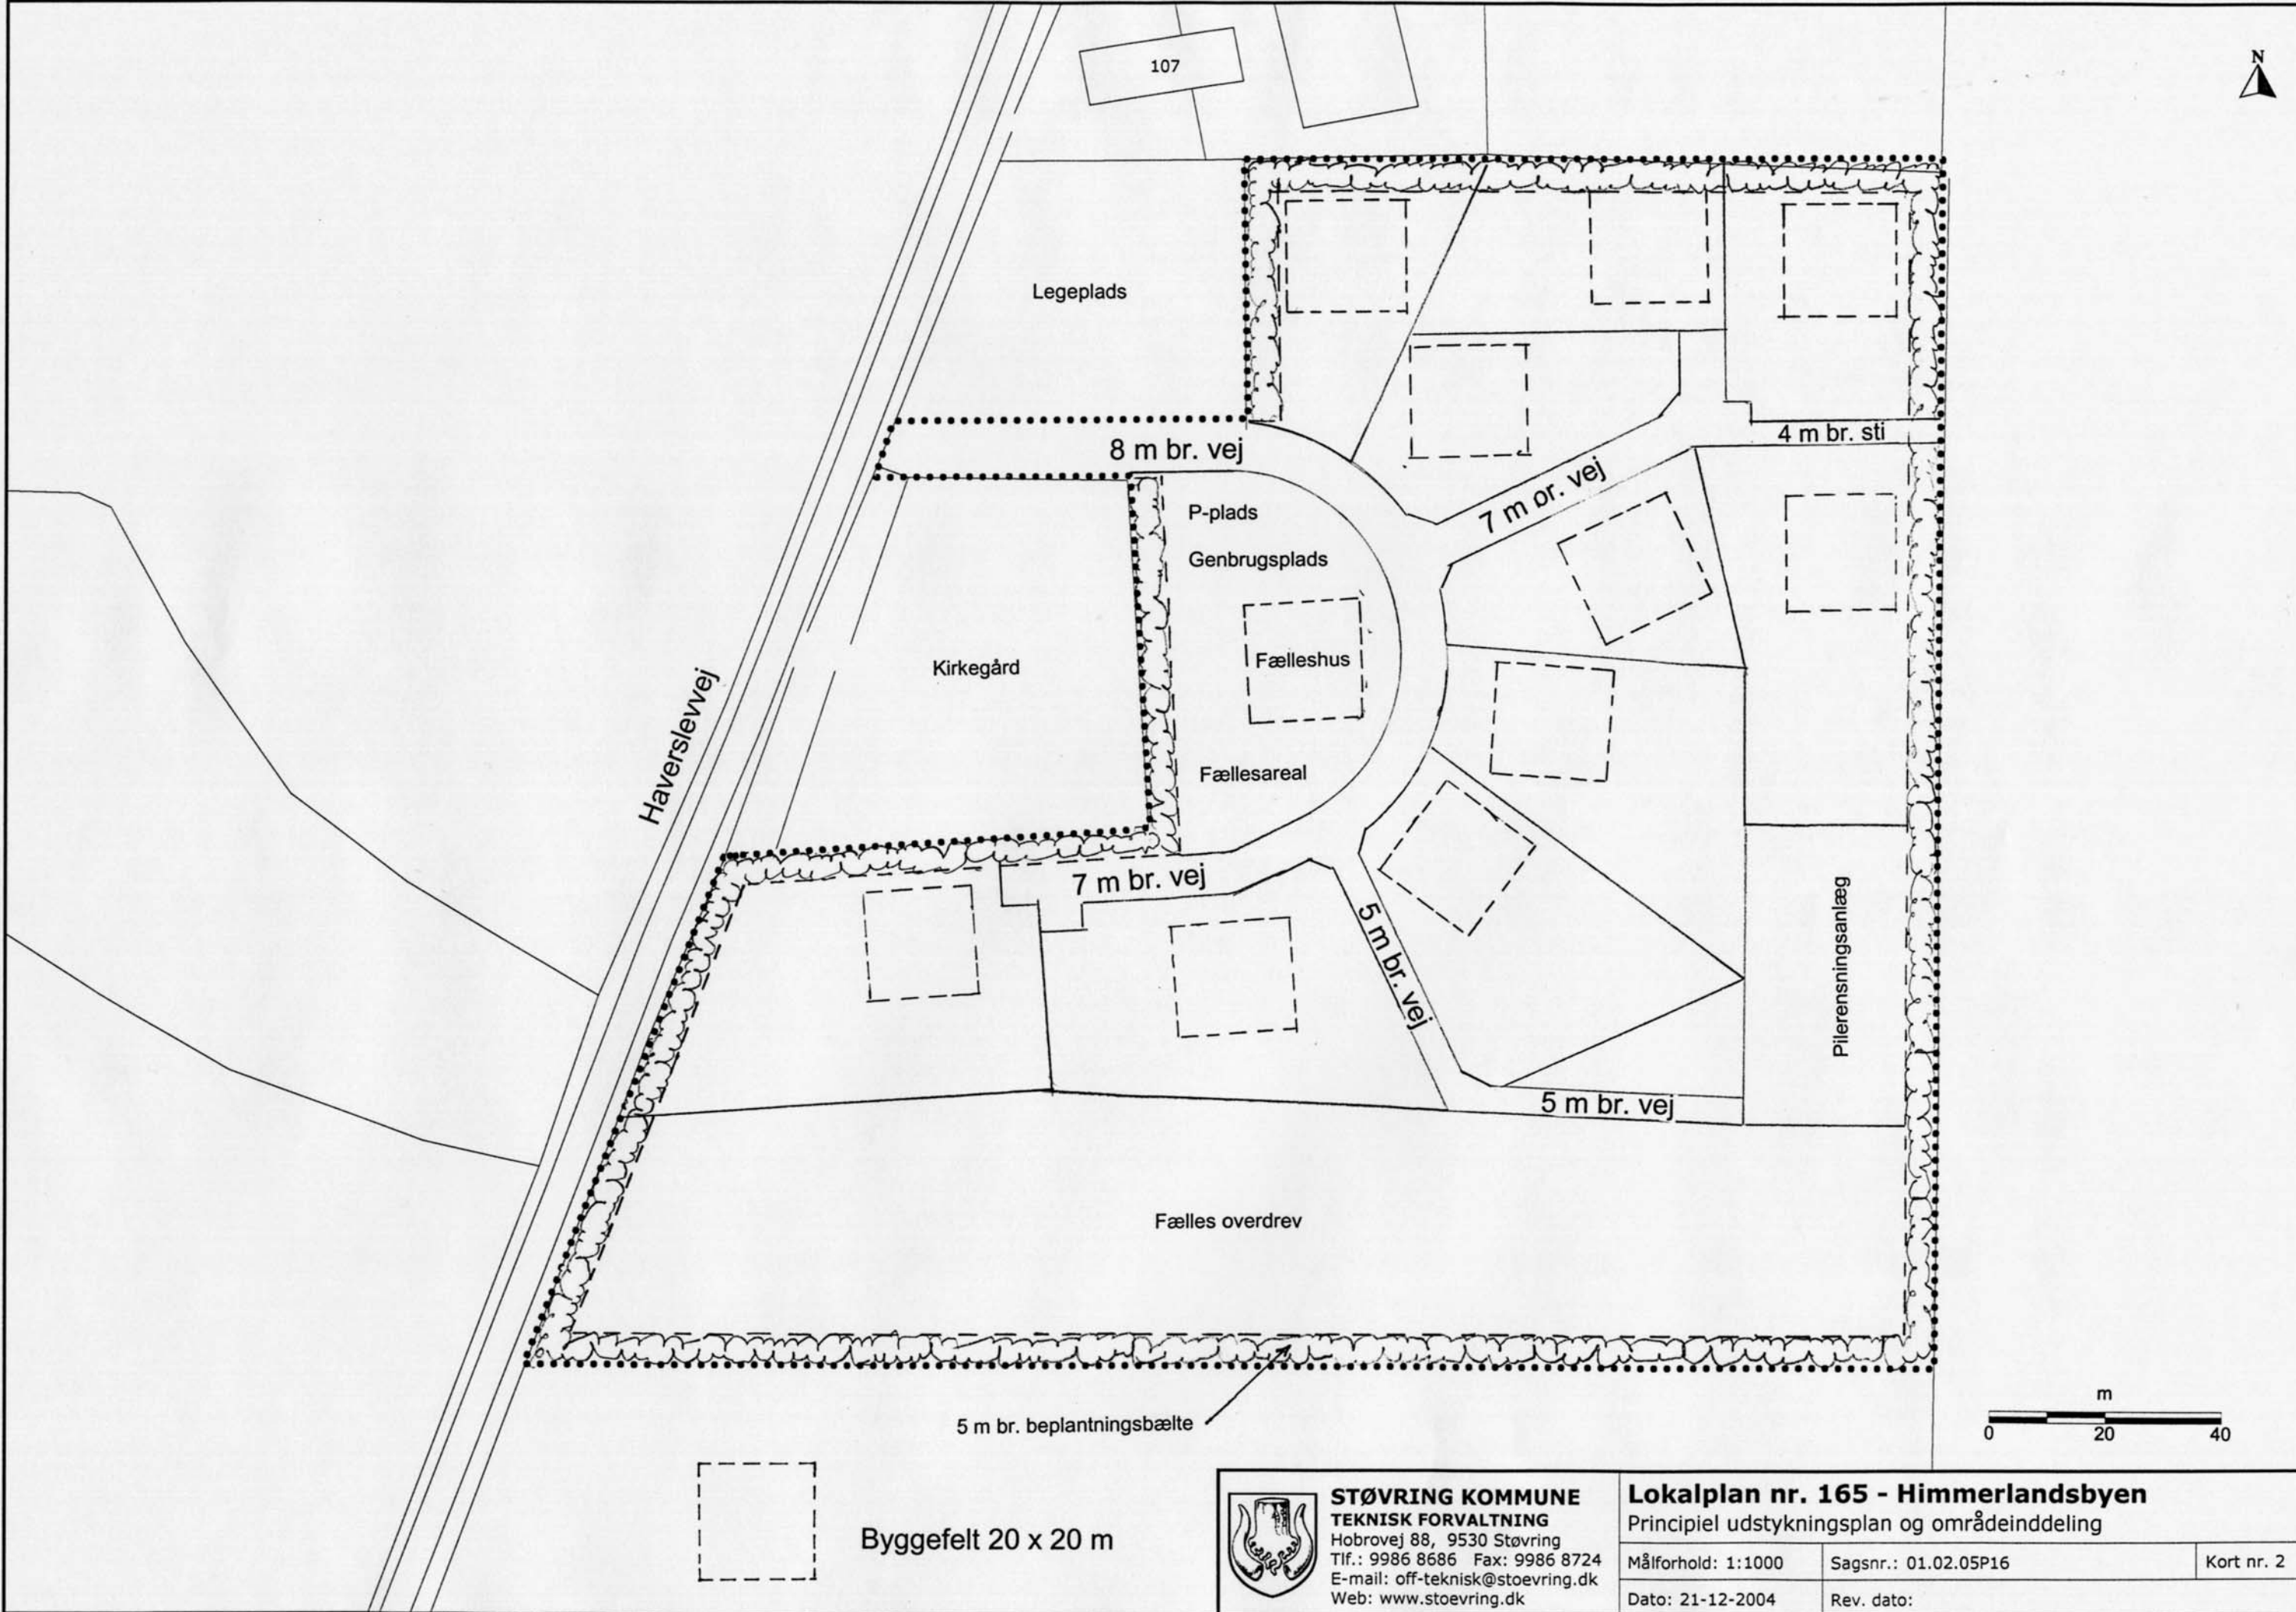 107
N
Legeplads
8 m br. vej
4 m br. sti
7 m or. vej
P-plads
Genbrugsplads
Fælleshus
Kirkegård
Haverslevvej
Fællesareal
7 m br. vej
5 m br. vej
Pilerensningsanlæg
5 m br. vej
Fælles overdrev
m
0 20 40
5 m br. beplantningsbælte
Byggefelt 20 x 20 m
STØVRING KOMMUNE
TEKNISK FORVALTNING
Hobrovej 88, 9530 Støvring
Tlf.: 9986 8686 Fax: 9986 8724
E-mail: off-teknisk@stoevring.dk
Web: www.stoevring.dk
Lokalplan nr. 165 - Himmerlandsbyen
Principiel udstykningsplan og områdeinddeling
Målforhold: 1:1000
Sagsnr.: 01.02.05P16
Kort nr. 2
Dato: 21-12-2004
Rev. dato: